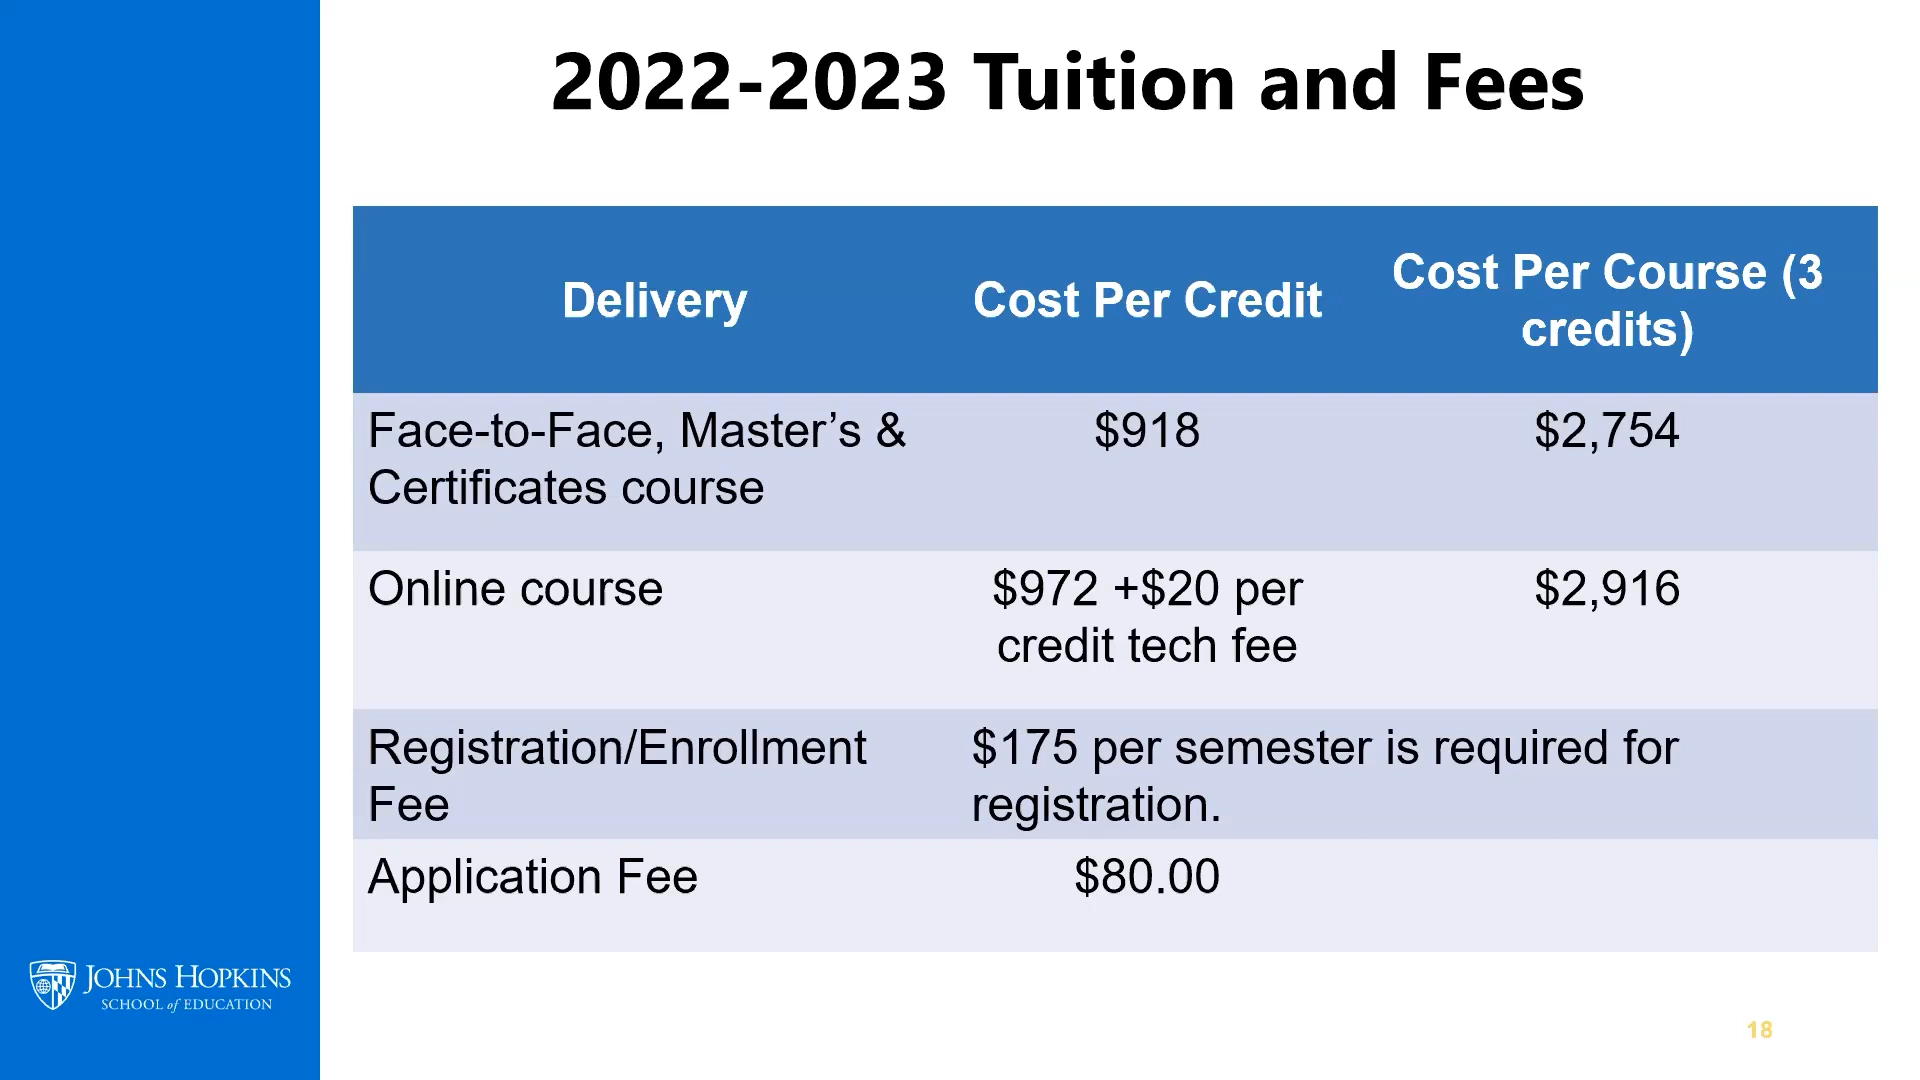 2022-2023 Tuition and Fees
Delivery
Cost Per Credit
Cost Per Course (3
credits)
Face-to-Face, Master’s &
Certificates course
$918
$2,754
Online course
$972 +$20 per
credit tech fee
$2,916
Registration/Enrollment
Fee
$175 per semester is required for
registration.
Application Fee
$80.00
JOHNS HOPKINS
SCHOOL of EDUCATION
18